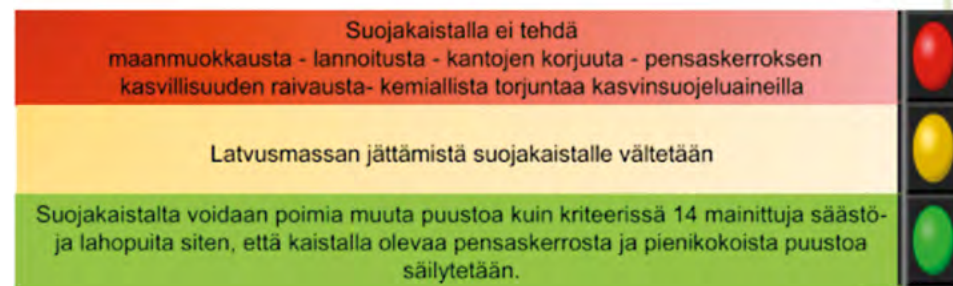 Suojakaistalla ei tehdä
maanmuokkausta - lannoitusta - kantojen korjuuta - pensaskerroksen
kasvillisuuden raivausta- kemiallista torjuntaa kasvinsuojeluaineilla
Latvusmassan jättämistä suojakaistalle vältetään
Suojakaistalta voidaan poimia muuta puustoa kuin kriteerissä 14 mainittuja säästö-
ja lahopuita siten, että kaistalla olevaa pensaskerrosta ja pienikokoista puustoa
säilytetään.